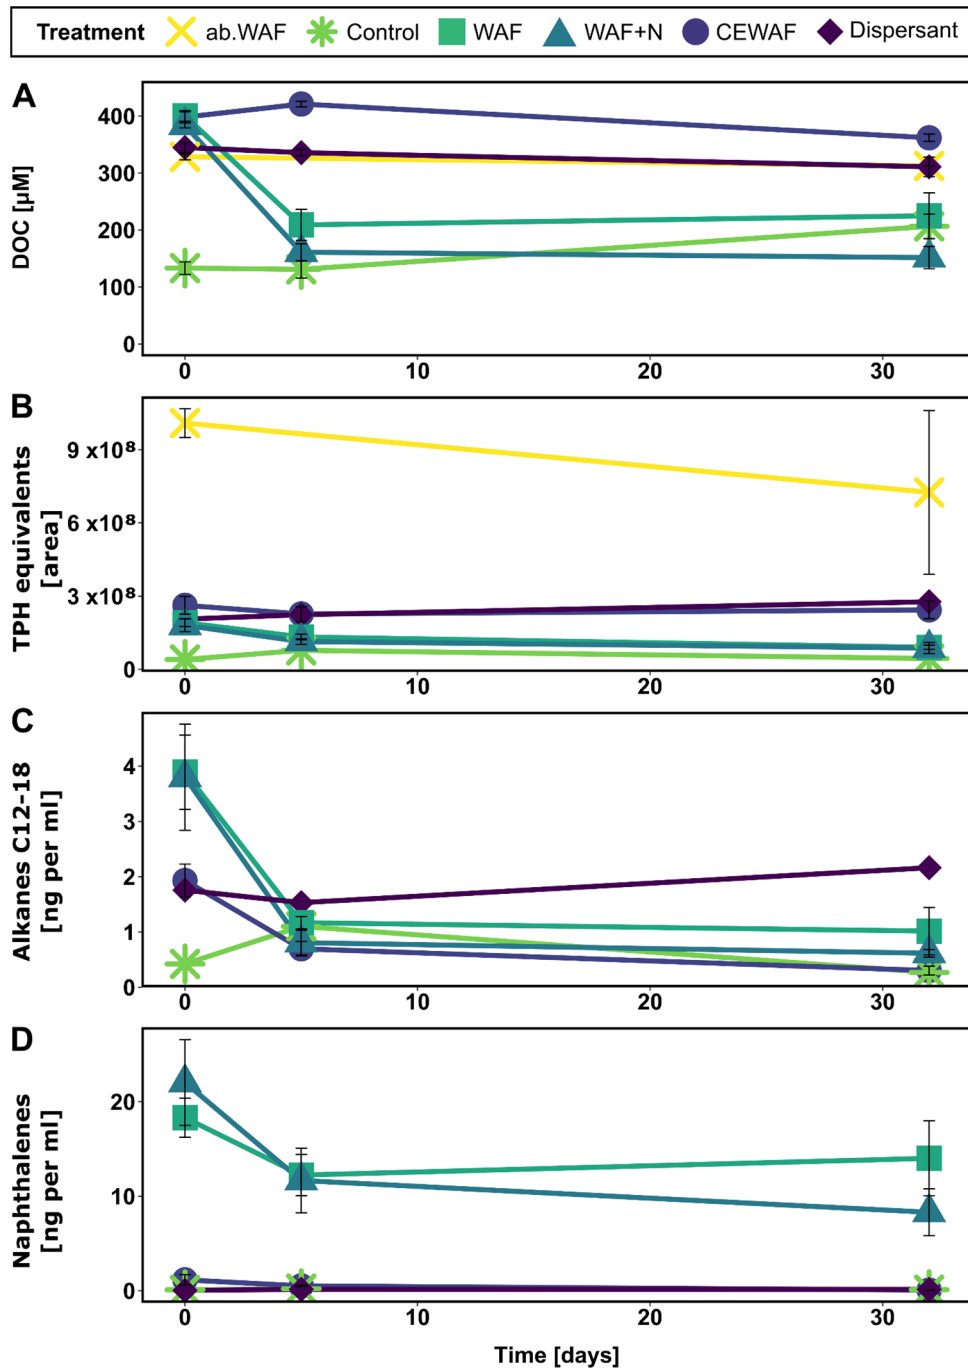 Treatment ab.WAF Control WAF WAF+N CEWAF Dispersant
A
DOC [µM]
400
300
200
100
0
0 10 20 30
B
TPH equivalents
[area]
9 x10⁸
6 x10⁸
3 x10⁸
0
0 10 20 30
C
Alkanes C12-18
[ng per ml]
4
3
2
1
0
0 10 20 30
D
Naphthalenes
[ng per ml]
20
10
0
0 10 20 30
Time [days]